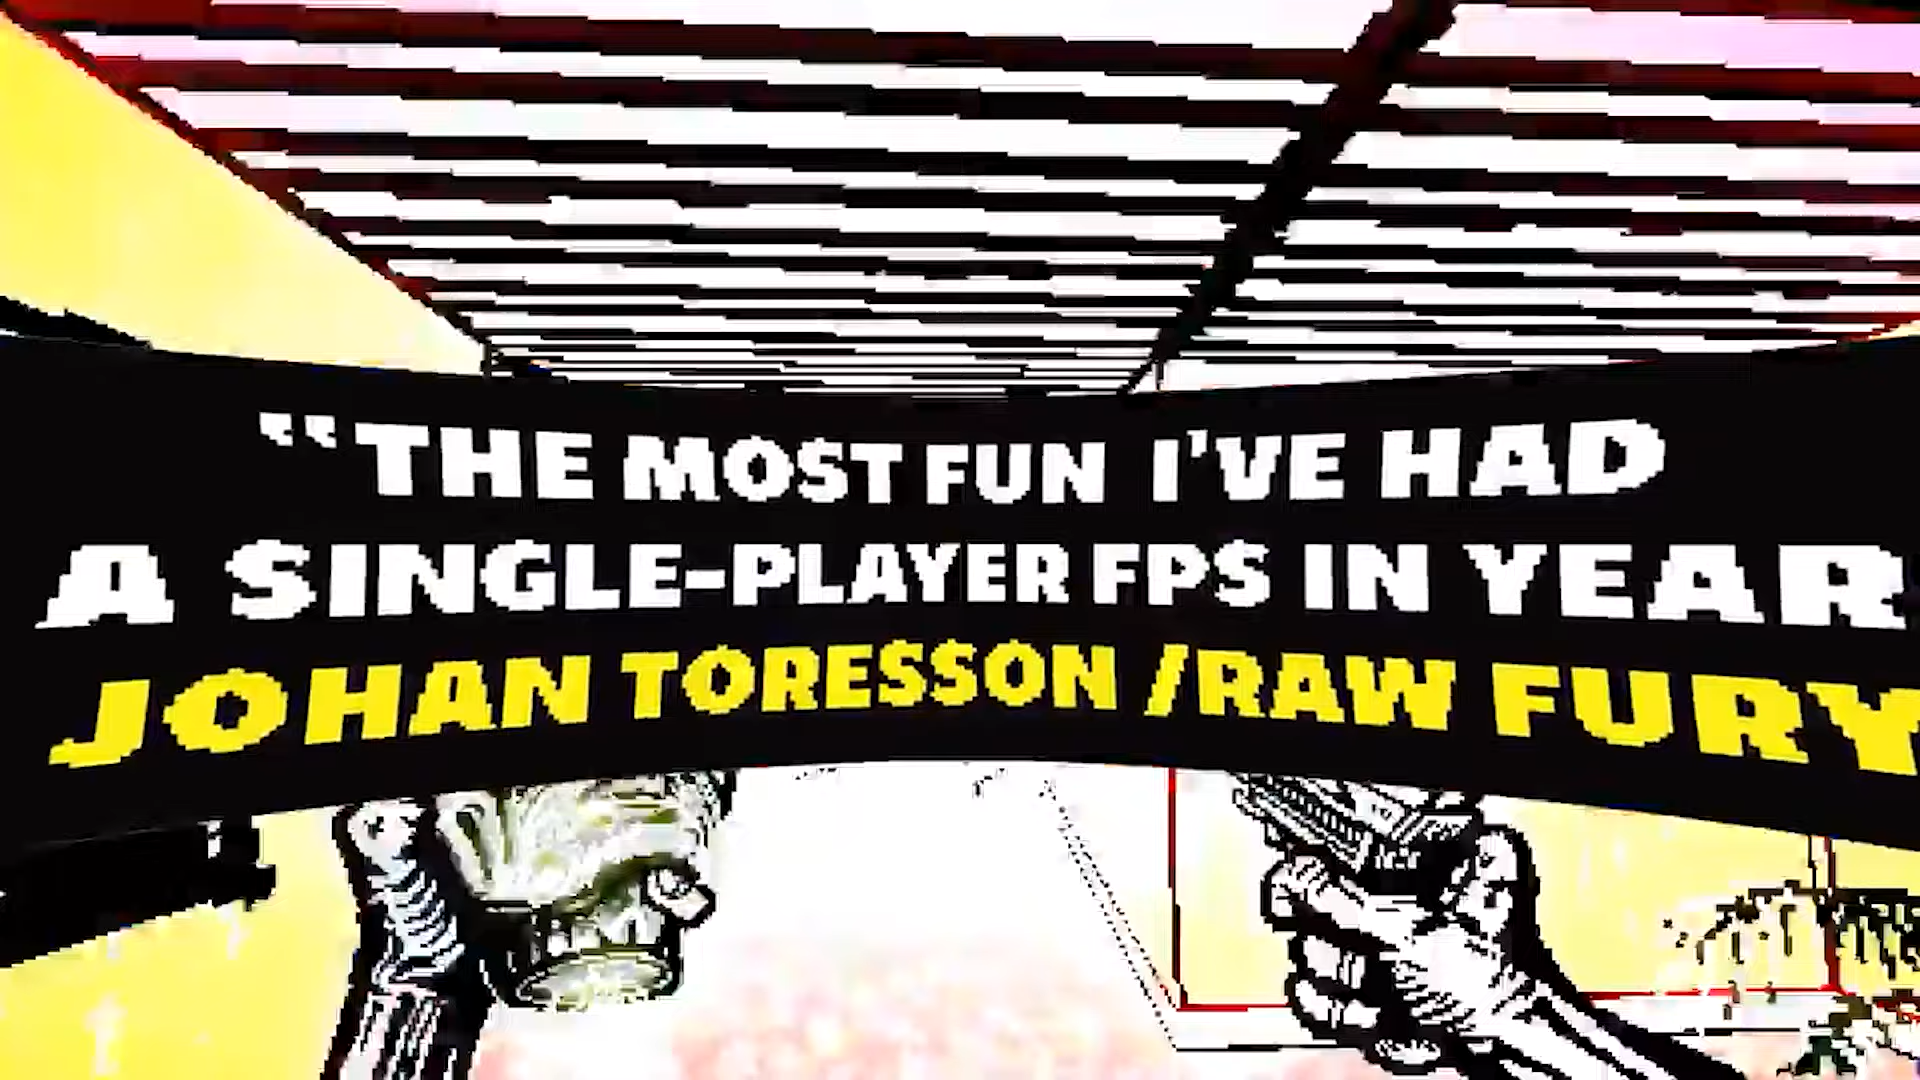 “THE MOST FUN I'VE HAD
A SINGLE-PLAYER FPS IN YEAR
JOHAN TORESSON /RAW FURY